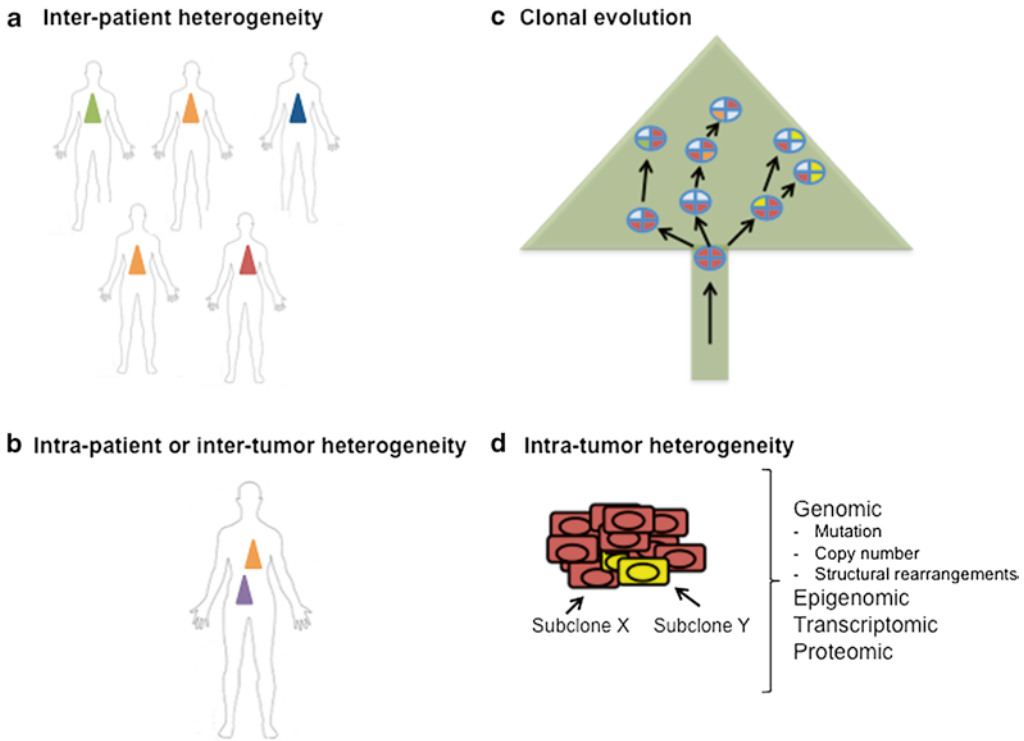 a Inter-patient heterogeneity
b Intra-patient or inter-tumor heterogeneity
c Clonal evolution
d Intra-tumor heterogeneity
Subclone X
Subclone Y
Genomic
- Mutation
- Copy number
- Structural rearrangements
Epigenomic
Transcriptomic
Proteomic